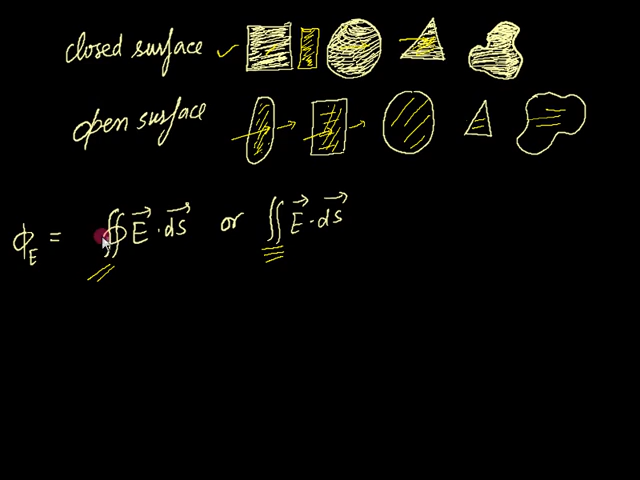 closed surface ✓
open surface
ϕ_E = ∯ E⃗ · ds⃗ or ∬ E⃗ · ds⃗